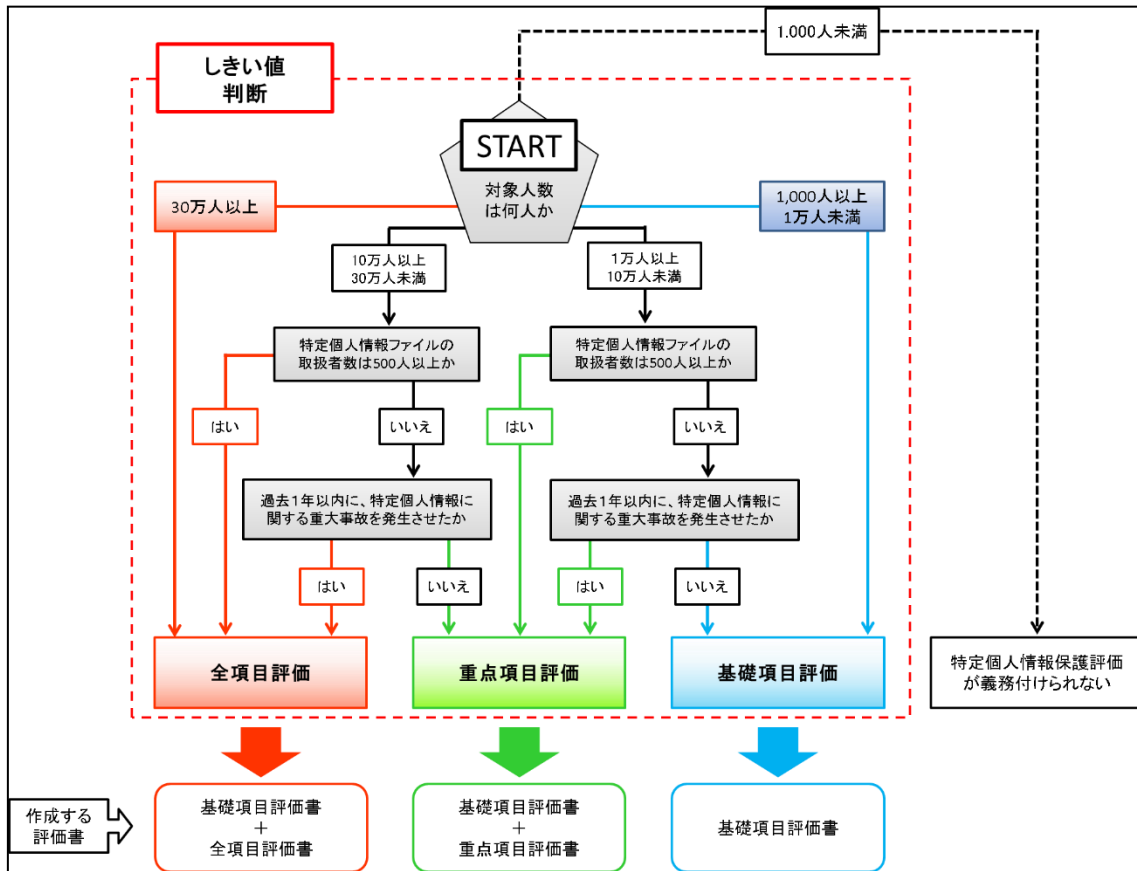 1.000人未満
しきい値
判断
START
対象人数
は何人か
30万人以上
1,000人以上
1万人未満
10万人以上
30万人未満
1万人以上
10万人未満
特定個人情報ファイルの
取扱者数は500人以上か
特定個人情報ファイルの
取扱者数は500人以上か
はい
いいえ
はい
いいえ
過去1年以内に、特定個人情報に
関する重大事故を発生させたか
過去1年以内に、特定個人情報に
関する重大事故を発生させたか
はい
いいえ
はい
いいえ
全項目評価
重点項目評価
基礎項目評価
特定個人情報保護評価
が義務付けられない
作成する
評価書
基礎項目評価書
+
全項目評価書
基礎項目評価書
+
重点項目評価書
基礎項目評価書